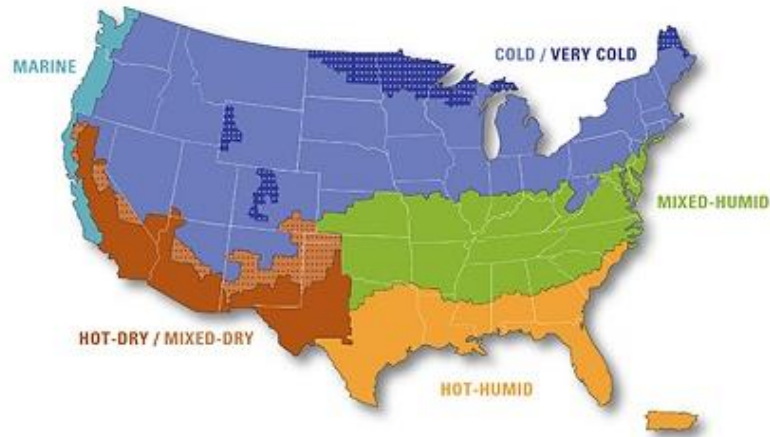 COLD / VERY COLD
MARINE
MIXED-HUMID
HOT-DRY / MIXED-DRY
HOT-HUMID